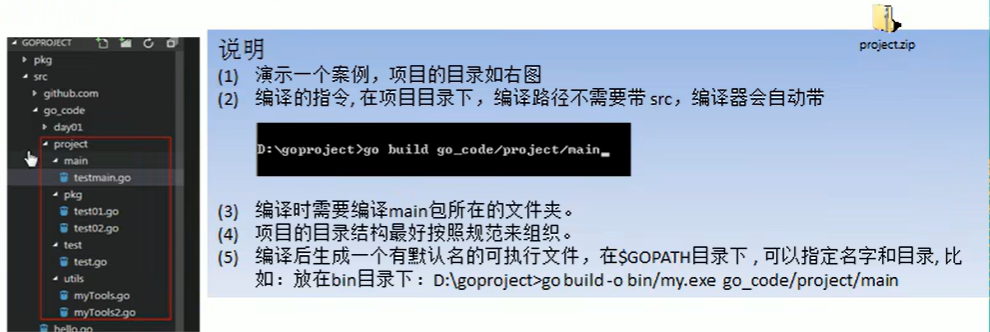 GOPROJECT
pkg
src
github.com
go_code
day01
project
main
testmain.go
pkg
test01.go
test02.go
test
test.go
utils
myTools.go
myTools2.go
hello.go
project.zip
说明
(1) 演示一个案例，项目的目录如右图
(2) 编译的指令, 在项目目录下，编译路径不需要带 src，编译器会自动带
D:\goproject>go build go_code/project/main_
(3) 编译时需要编译main包所在的文件夹。
(4) 项目的目录结构最好按照规范来组织。
(5) 编译后生成一个有默认名的可执行文件，在$GOPATH目录下 , 可以指定名字和目录, 比
如：放在bin目录下：D:\goproject>go build -o bin/my.exe go_code/project/main